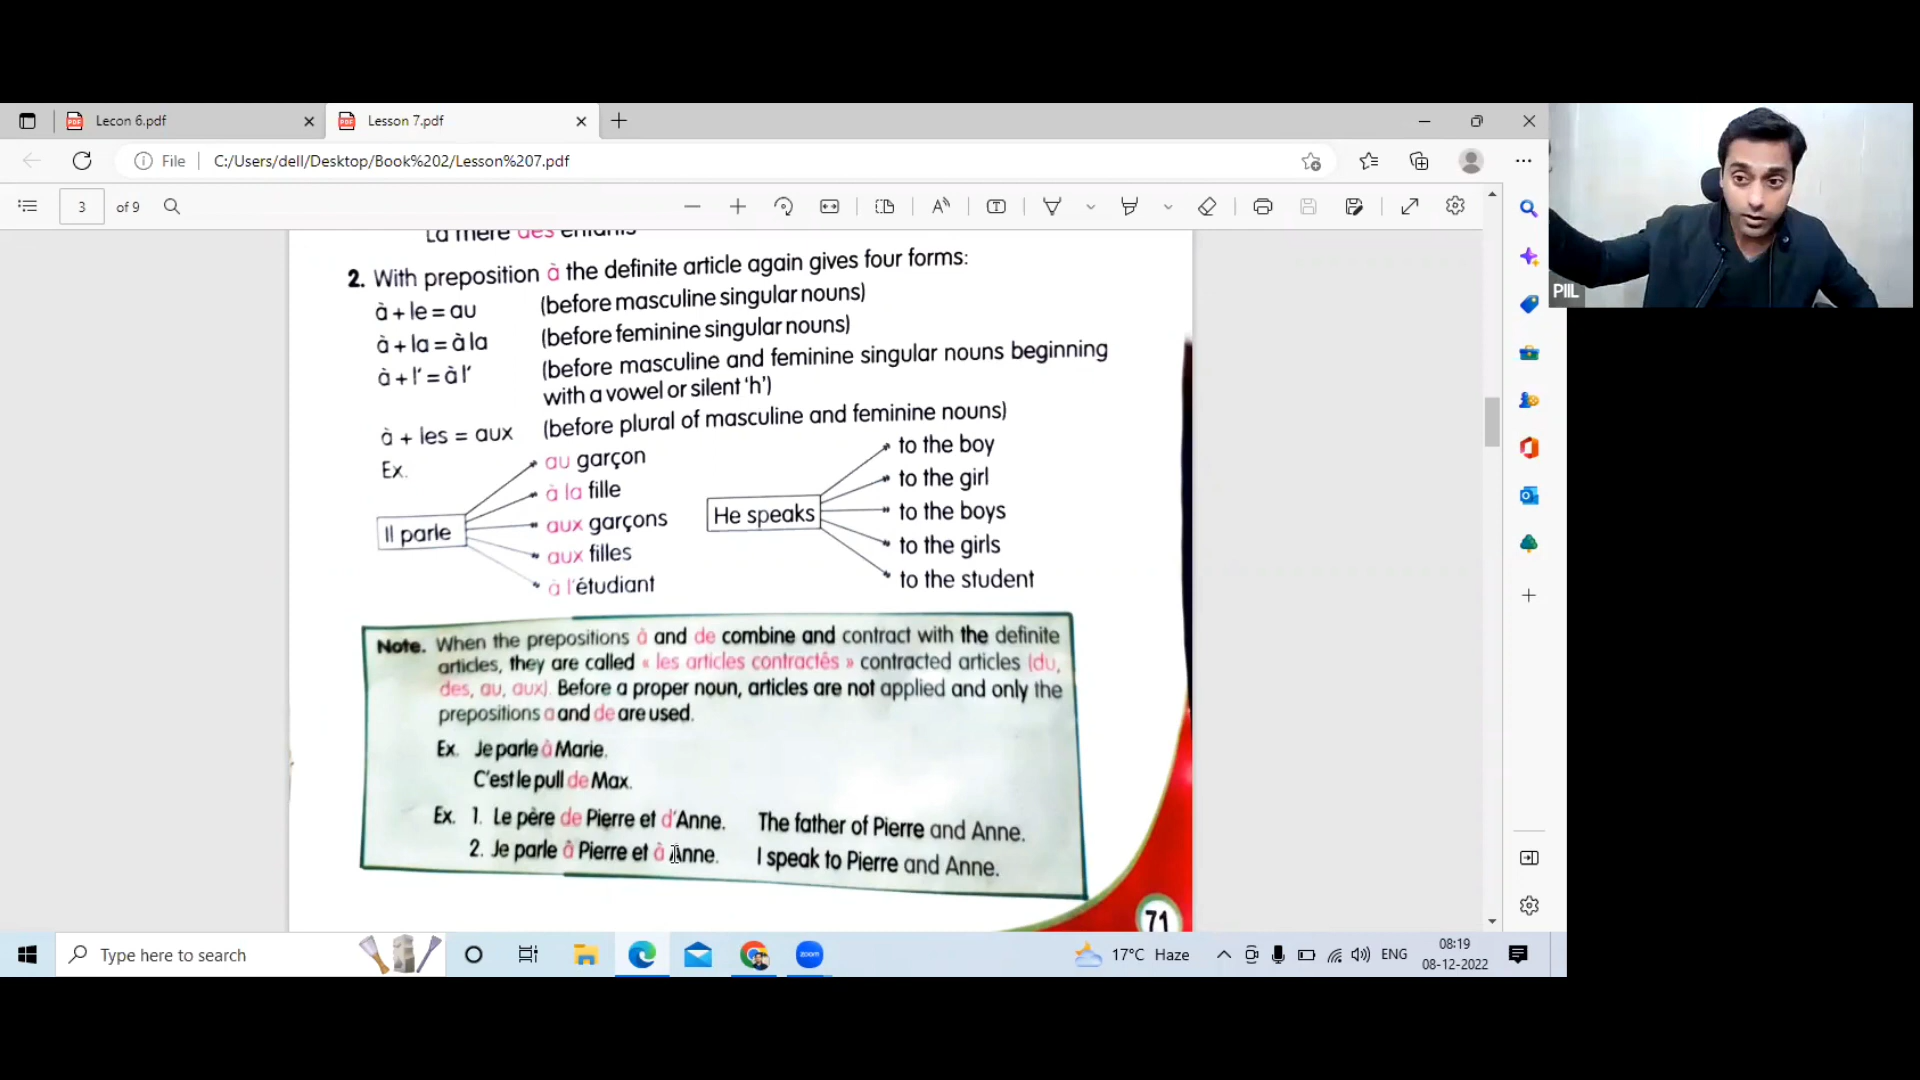 Lecon 6.pdf
Lesson 7.pdf
File
C:/Users/dell/Desktop/Book%202/Lesson%207.pdf
3 of 9
La mère des enfants
2. With preposition à the definite article again gives four forms:
à + le = au (before masculine singular nouns)
à + la = à la (before feminine singular nouns)
à + l' = à l' (before masculine and feminine singular nouns beginning
with a vowel or silent 'h')
à + les = aux (before plural of masculine and feminine nouns)
Ex.
Il parle
au garçon
à la fille
aux garçons
aux filles
à l'étudiant
He speaks
to the boy
to the girl
to the boys
to the girls
to the student
Note. When the prepositions à and de combine and contract with the definite
articles, they are called « les articles contractés » contracted articles (du,
des, au, aux). Before a proper noun, articles are not applied and only the
prepositions a and de are used.
Ex. Je parle à Marie.
C'est le pull de Max.
Ex. 1. Le père de Pierre et d'Anne. The father of Pierre and Anne.
2. Je parle à Pierre et à Anne. I speak to Pierre and Anne.
71
PIIL
Type here to search
zoom
17°C Haze
ENG
08:19
08-12-2022